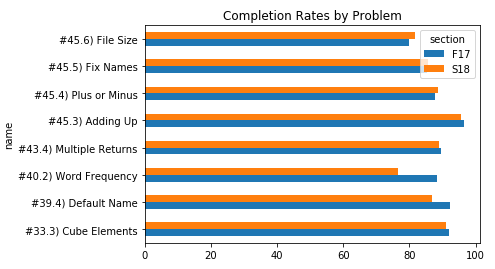 Completion Rates by Problem
section
F17
S18
name
#45.6) File Size
#45.5) Fix Names
#45.4) Plus or Minus
#45.3) Adding Up
#43.4) Multiple Returns
#40.2) Word Frequency
#39.4) Default Name
#33.3) Cube Elements
0 20 40 60 80 100